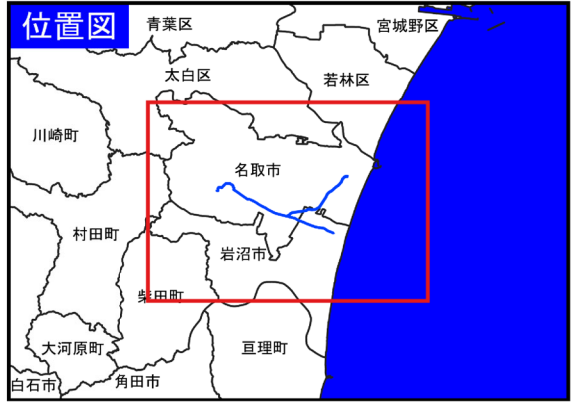 位置図
青葉区
宮城野区
太白区
若林区
川崎町
名取市
村田町
岩沼市
柴田町
大河原町
亘理町
白石市
角田市